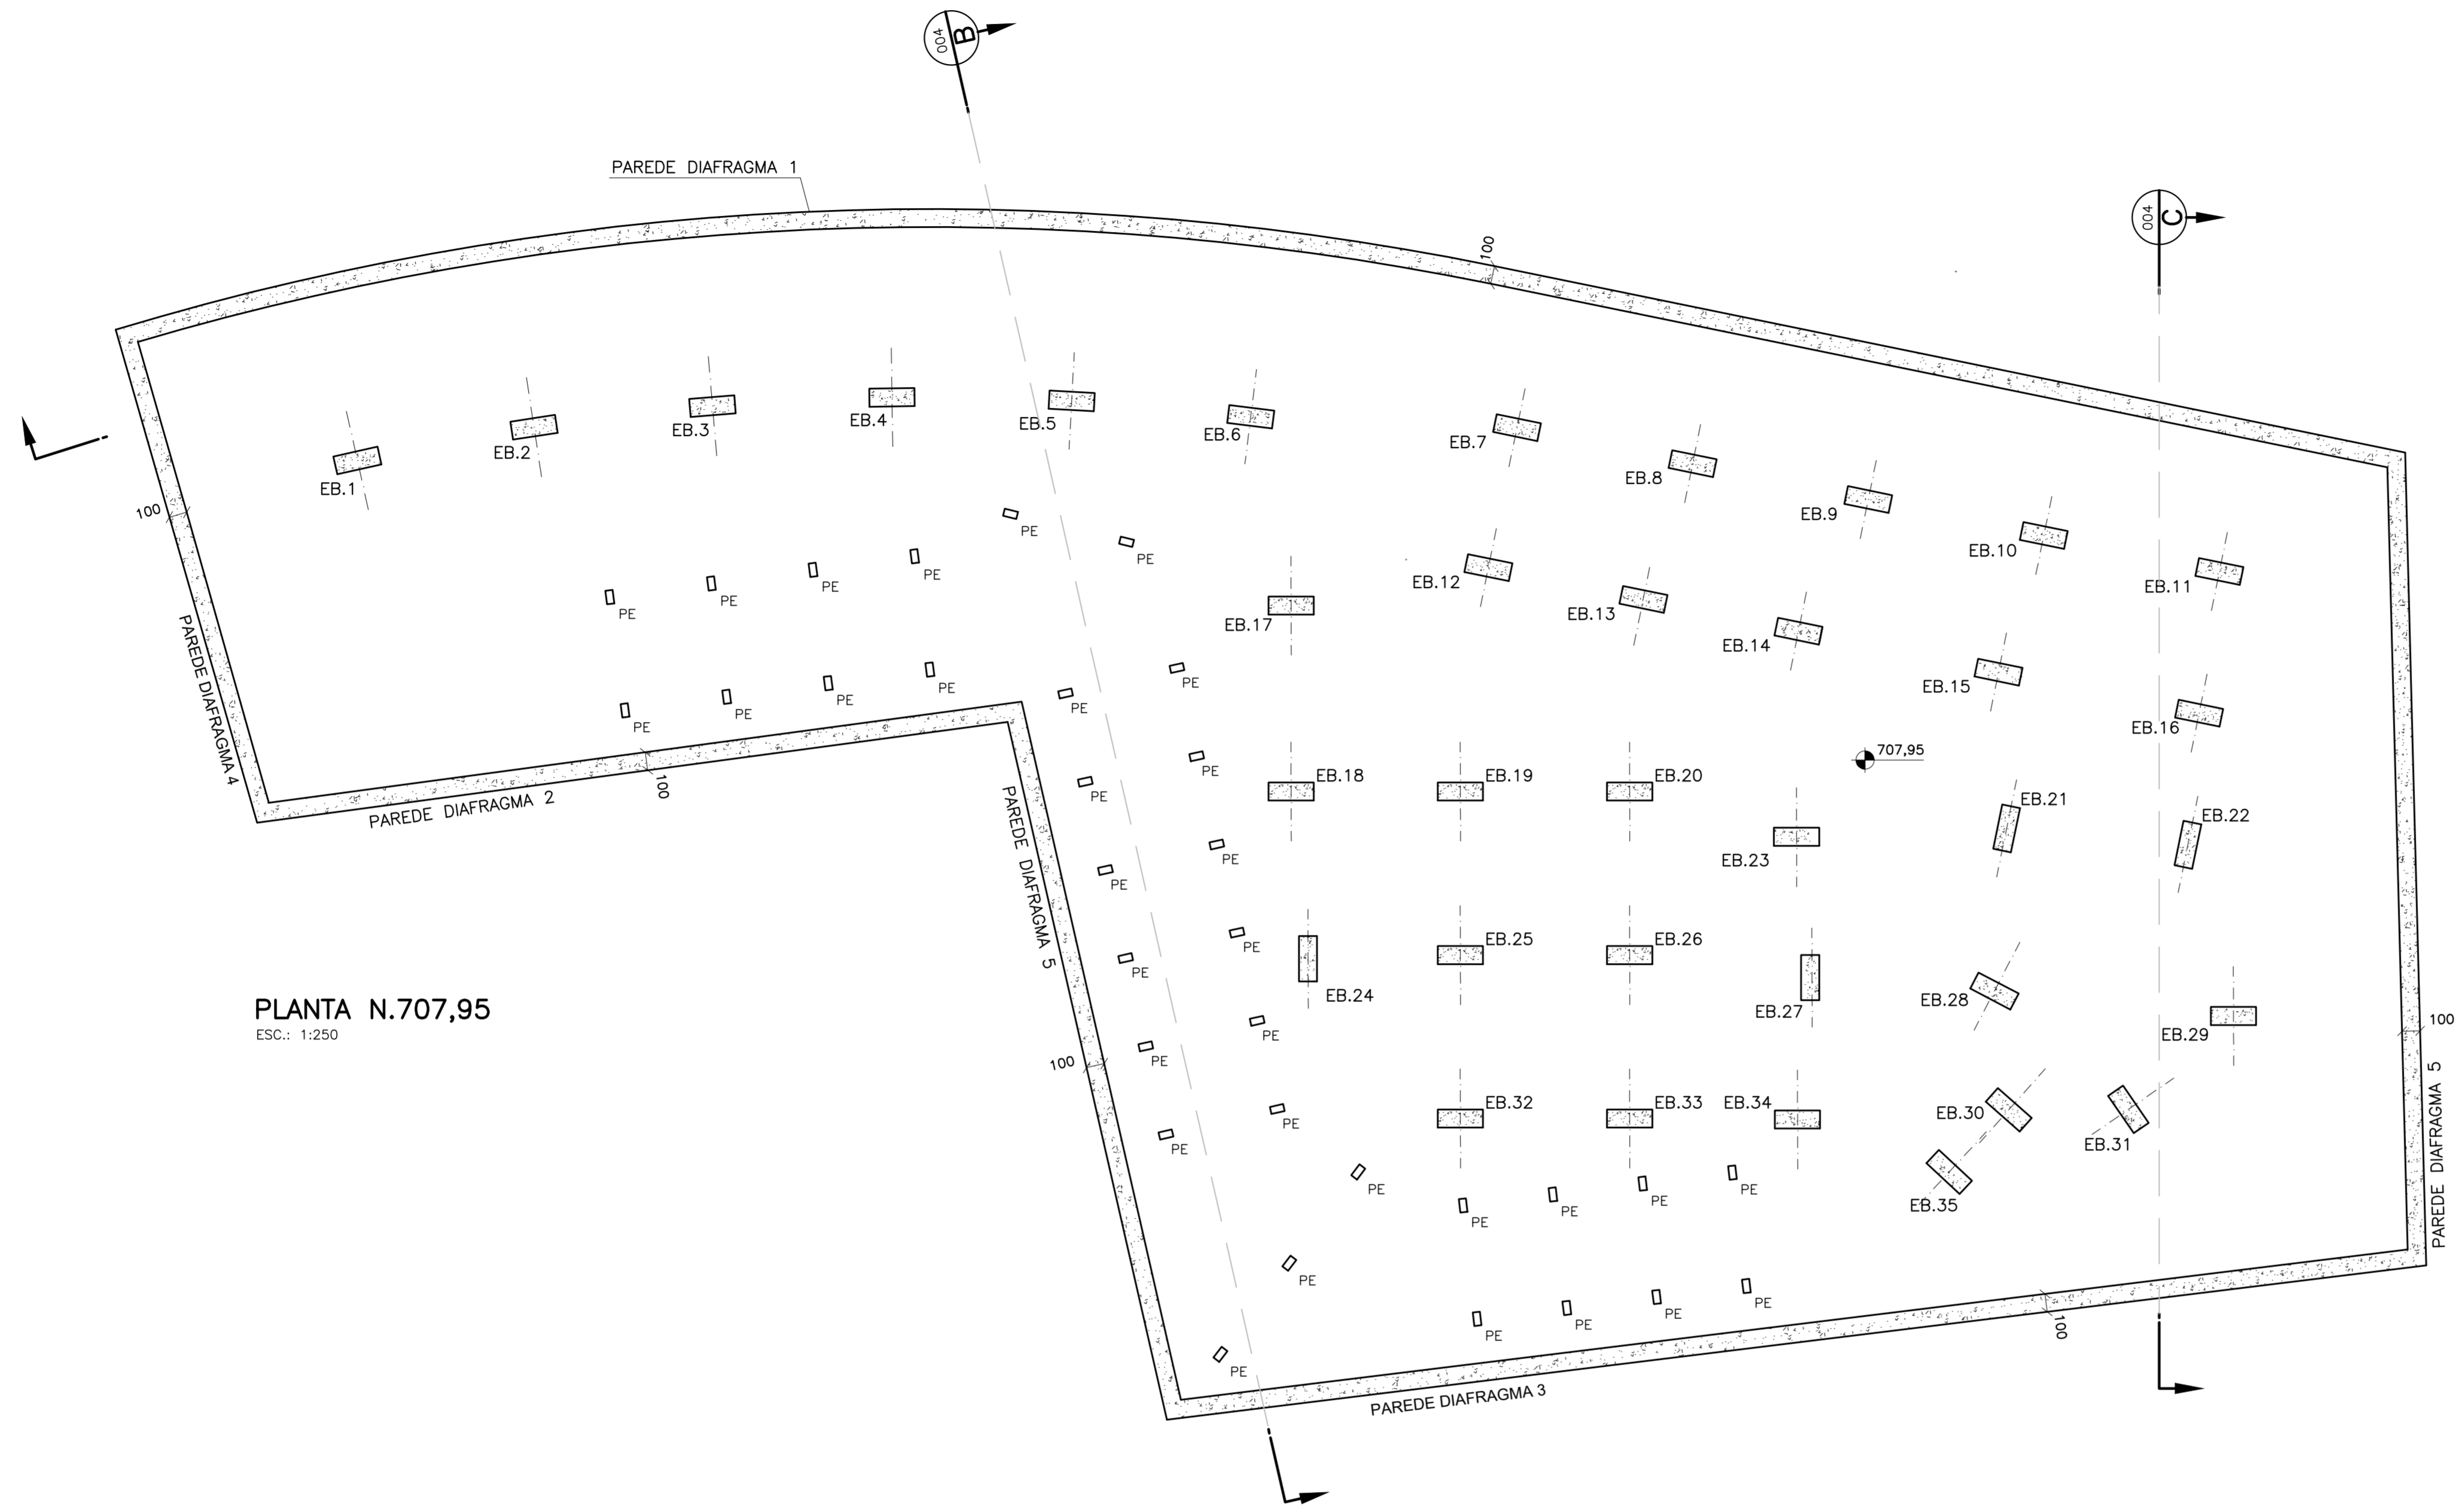 004
B
PAREDE DIAFRAGMA 1
004
C
100
EB.1
EB.2
EB.3
EB.4
EB.5
EB.6
EB.7
EB.8
EB.9
EB.10
EB.11
100
PE
PE
PE
PE
PE
PE
EB.12
EB.13
EB.14
EB.15
EB.16
EB.17
PAREDE DIAFRAGMA 4
PE
PE
PE
PE
PE
PE
707,95
PE
EB.18
EB.19
EB.20
100
PAREDE DIAFRAGMA 2
PE
EB.21
EB.22
EB.23
PAREDE DIAFRAGMA 5
PE
PE
PE
EB.24
EB.25
EB.26
EB.27
EB.28
EB.29
PE
PLANTA N.707,95
ESC.: 1:250
100
PE
PE
100
PE
PE
EB.32
EB.33
EB.34
EB.30
EB.31
EB.35
PAREDE DIAFRAGMA 5
PE
PE
PE
PE
PE
PE
PE
PE
PE
PE
PE
PAREDE DIAFRAGMA 3
100